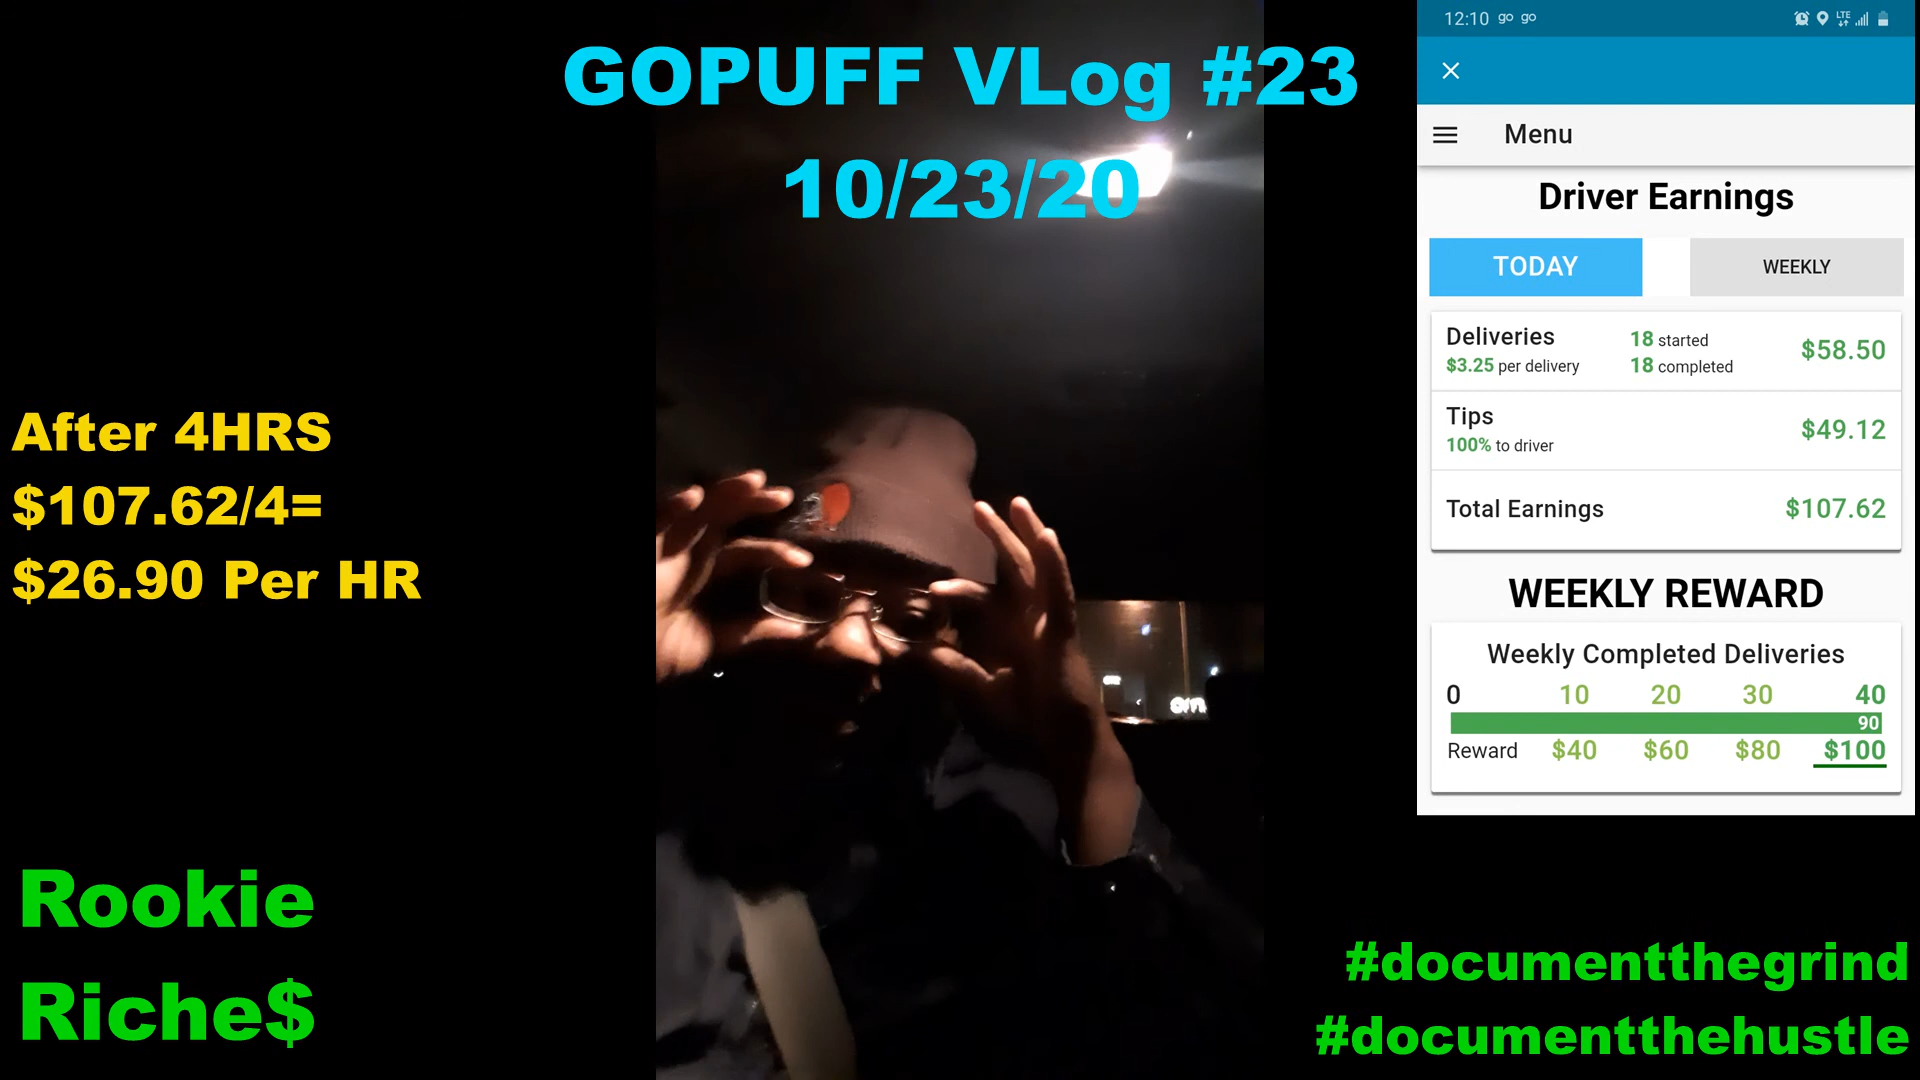 GOPUFF VLog #23
10/23/20
After 4HRS
$107.62/4=
$26.90 Per HR
Rookie
Riche$
12:10 go go LTE
Menu
Driver Earnings
TODAY WEEKLY
Deliveries 18 started $58.50
$3.25 per delivery 18 completed
Tips $49.12
100% to driver
Total Earnings $107.62
WEEKLY REWARD
Weekly Completed Deliveries
0 10 20 30 40
90
Reward $40 $60 $80 $100
#documentthegrind
#documentthehustle